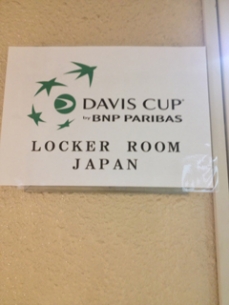 DAVIS CUP
by BNP PARIBAS
LOCKER ROOM
JAPAN